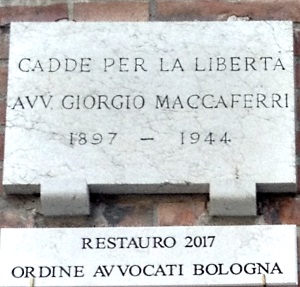 CADDE PER LA LIBERTÀ
AVV. GIORGIO MACCAFERRI
1897 — 1944
RESTAURO 2017
ORDINE AVVOCATI BOLOGNA